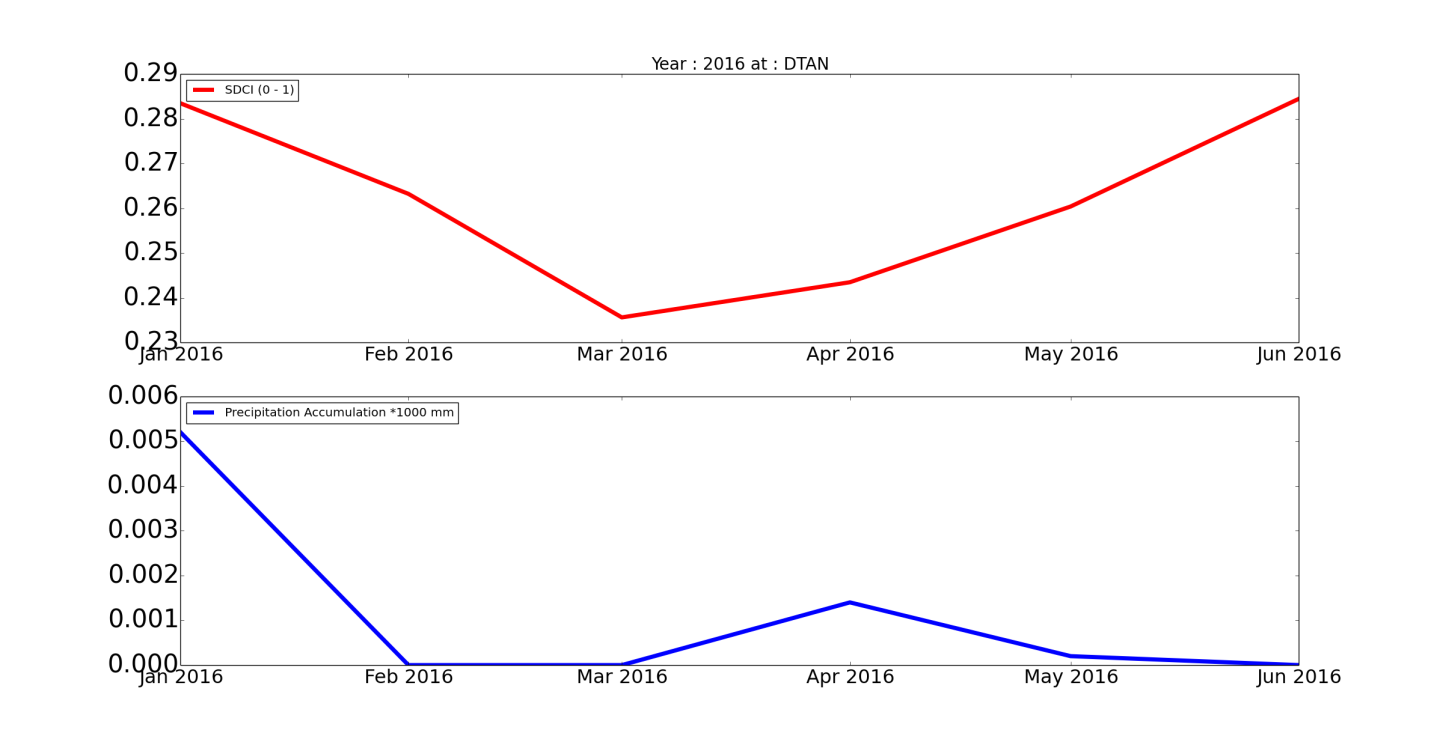 Year : 2016 at : DTAN
SDCI (0 - 1)
0.29
0.28
0.27
0.26
0.25
0.24
0.23
Jan 2016 Feb 2016 Mar 2016 Apr 2016 May 2016 Jun 2016
Precipitation Accumulation *1000 mm
0.006
0.005
0.004
0.003
0.002
0.001
0.000
Jan 2016 Feb 2016 Mar 2016 Apr 2016 May 2016 Jun 2016